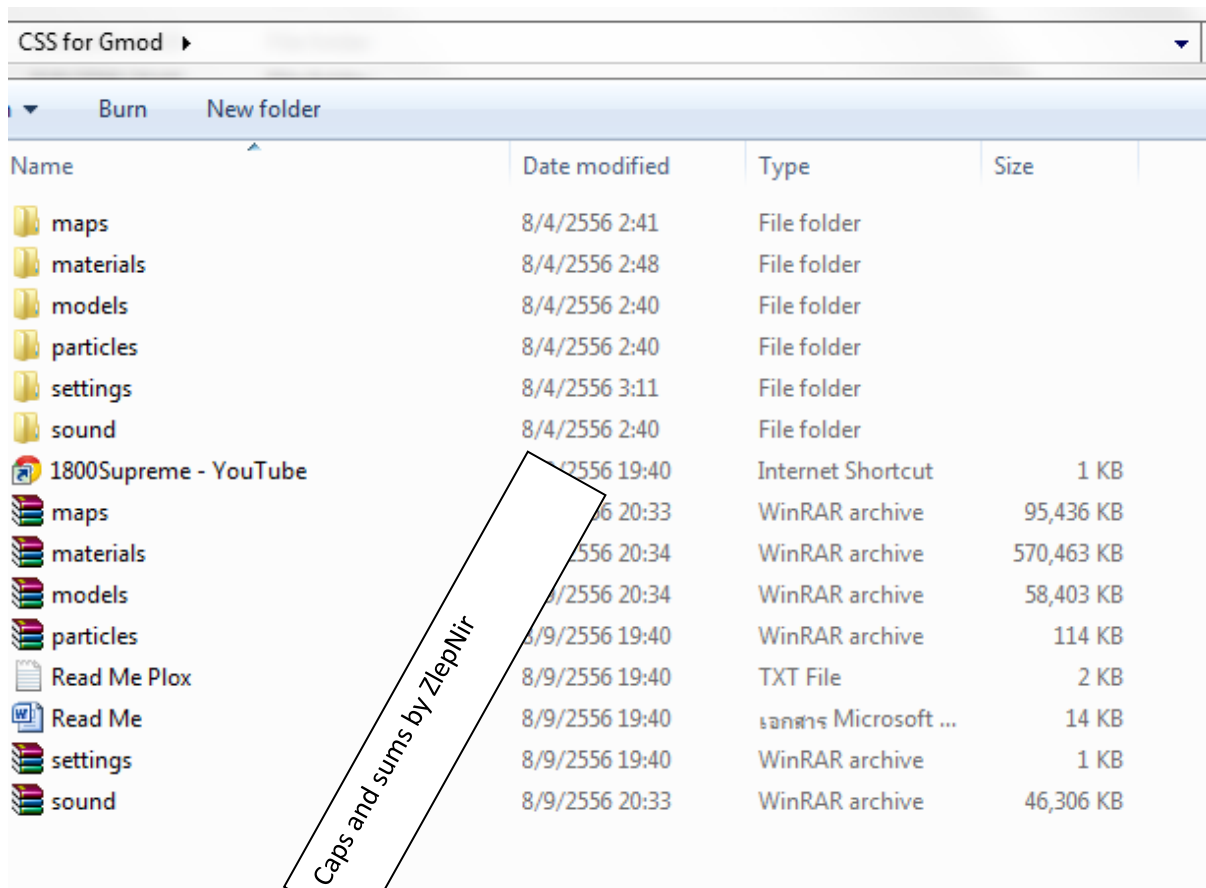 CSS for Gmod
Burn New folder
Name Date modified Type Size
maps 8/4/2556 2:41 File folder
materials 8/4/2556 2:48 File folder
models 8/4/2556 2:40 File folder
particles 8/4/2556 2:40 File folder
settings 8/4/2556 3:11 File folder
sound 8/4/2556 2:40 File folder
1800Supreme - YouTube /2556 19:40 Internet Shortcut 1 KB
maps 20:33 WinRAR archive 95,436 KB
materials 20:34 WinRAR archive 570,463 KB
models /2556 20:34 WinRAR archive 58,403 KB
particles 8/9/2556 19:40 WinRAR archive 114 KB
Read Me Plox 8/9/2556 19:40 TXT File 2 KB
Read Me 8/9/2556 19:40 เอกสาร Microsoft ... 14 KB
settings 8/9/2556 19:40 WinRAR archive 1 KB
sound 8/9/2556 20:33 WinRAR archive 46,306 KB
Caps and sums by ZlepNir